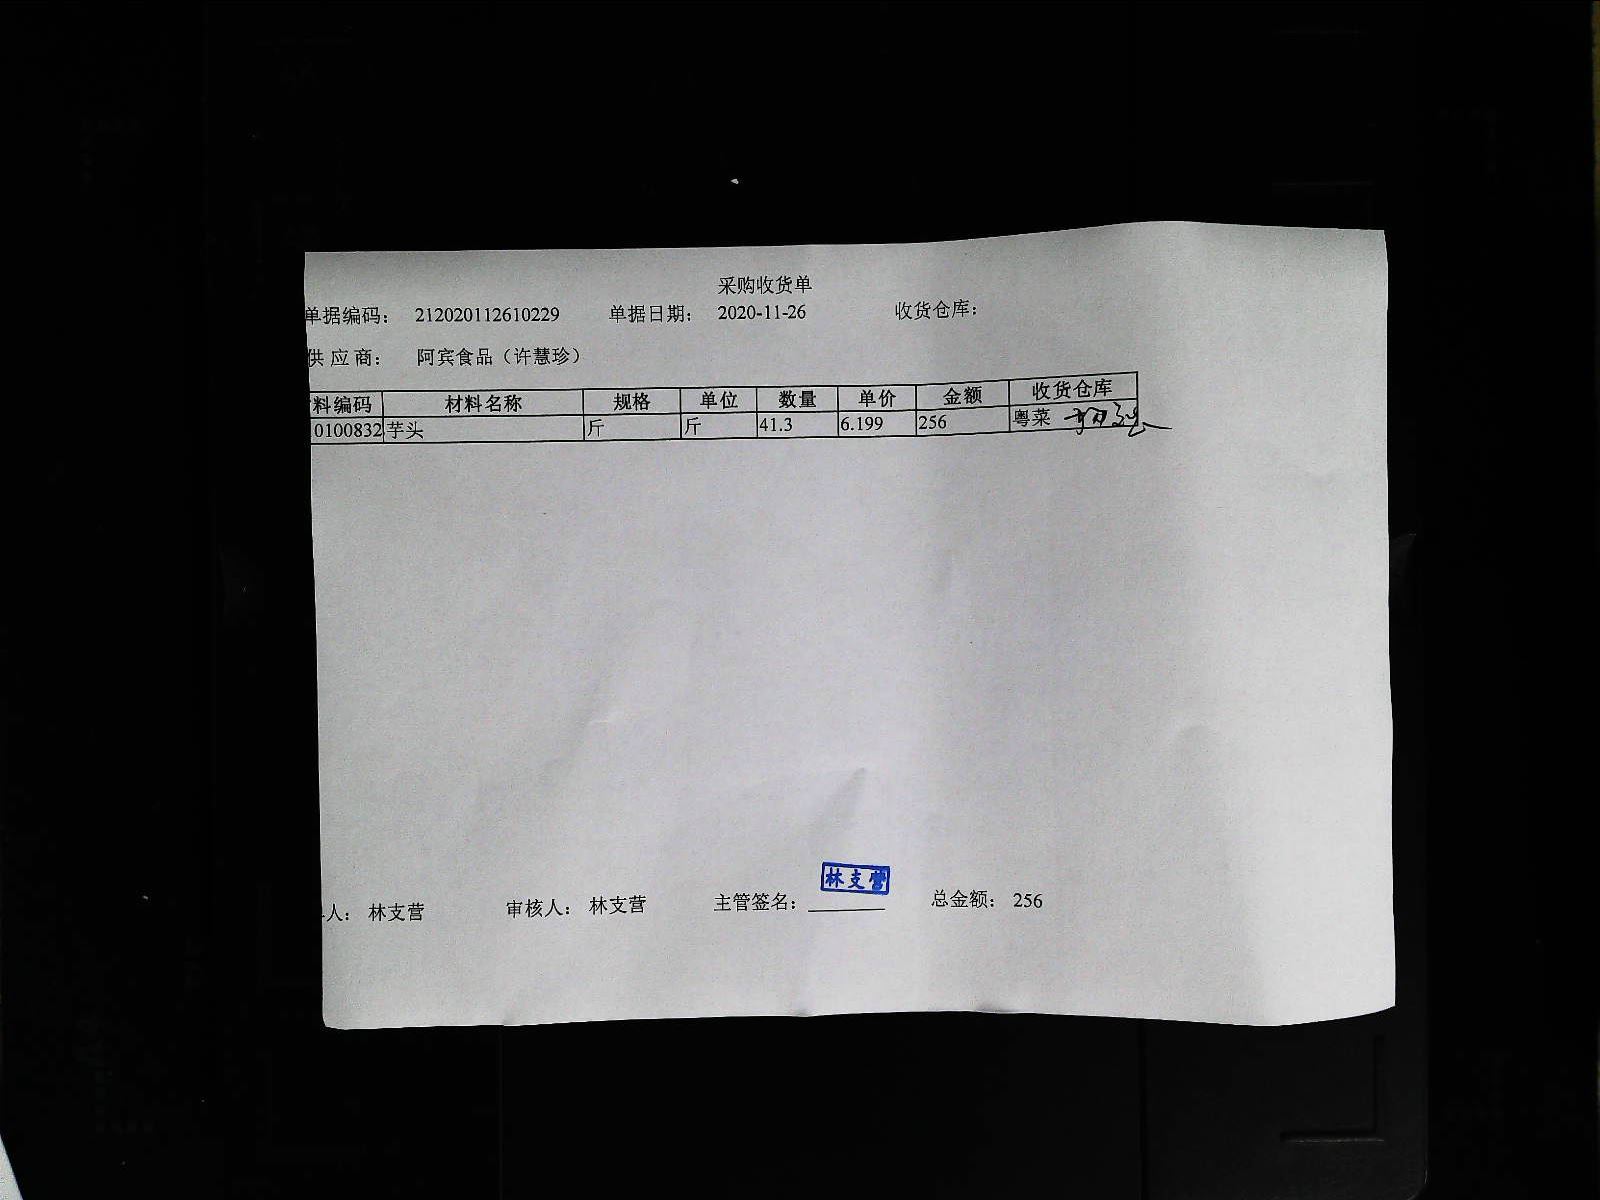 采购收货单
单据编码： 212020112610229 单据日期： 2020-11-26 收货仓库：
供应商： 阿宾食品（许慧珍）
料编码 材料名称 规格 单位 数量 单价 金额 收货仓库
0100832 芋头 斤 斤 41.3 6.199 256 粤菜
林支营
人： 林支营 审核人： 林支营 主管签名： 总金额： 256